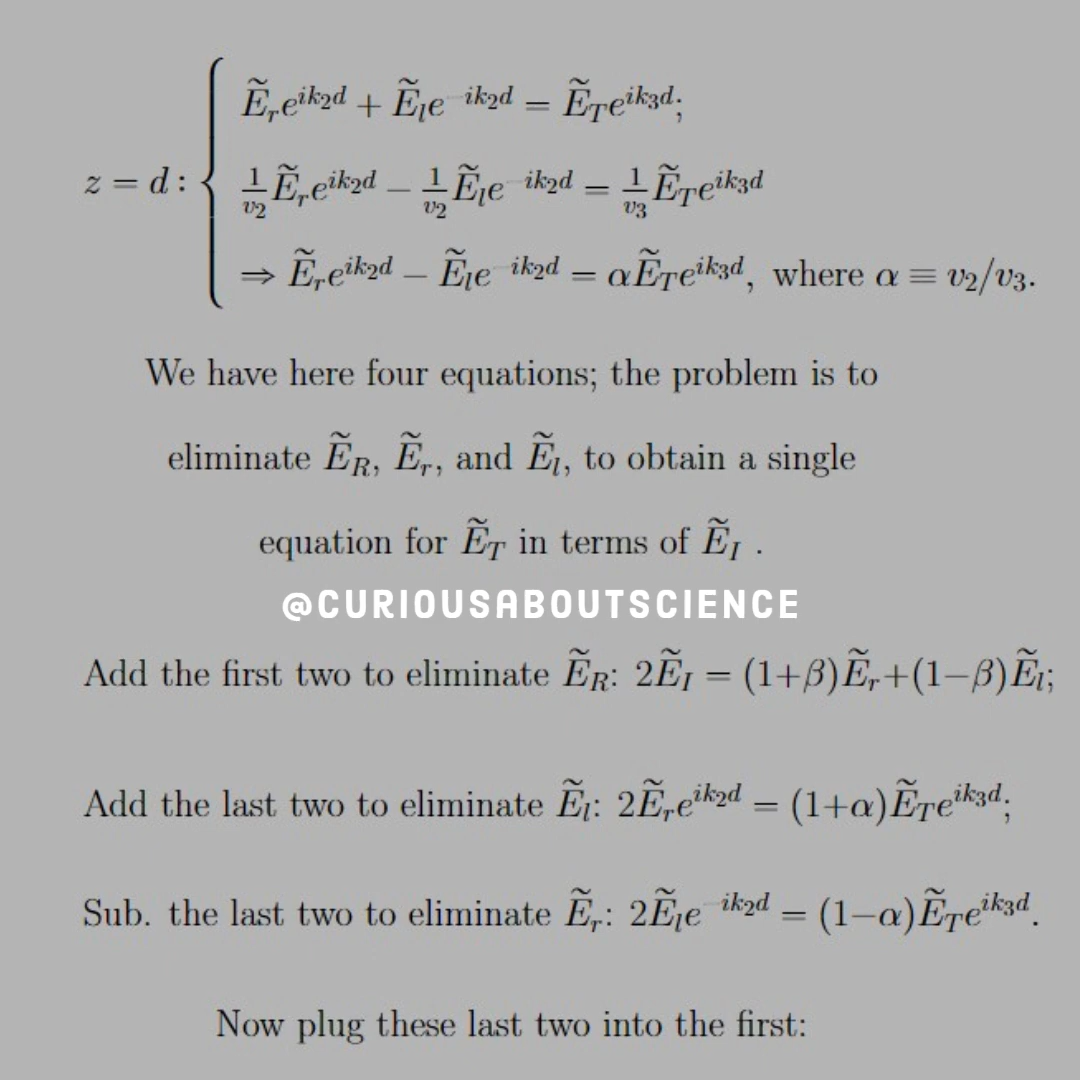 Ẽ_r e^{ik₂d} + Ẽ_l e^{-ik₂d} = Ẽ_T e^{ik₃d};
z = d : { 1/v₂ Ẽ_r e^{ik₂d} − 1/v₂ Ẽ_l e^{-ik₂d} = 1/v₃ Ẽ_T e^{ik₃d}
⇒ Ẽ_r e^{ik₂d} − Ẽ_l e^{-ik₂d} = αẼ_T e^{ik₃d}, where α ≡ v₂/v₃.
We have here four equations; the problem is to
eliminate Ẽ_R, Ẽ_r, and Ẽ_l, to obtain a single
equation for Ẽ_T in terms of Ẽ_I .
@CURIOUSABOUTSCIENCE
Add the first two to eliminate Ẽ_R: 2Ẽ_I = (1+β)Ẽ_r+(1−β)Ẽ_l;
Add the last two to eliminate Ẽ_l: 2Ẽ_r e^{ik₂d} = (1+α)Ẽ_T e^{ik₃d};
Sub. the last two to eliminate Ẽ_r: 2Ẽ_l e^{-ik₂d} = (1−α)Ẽ_T e^{ik₃d}.
Now plug these last two into the first: